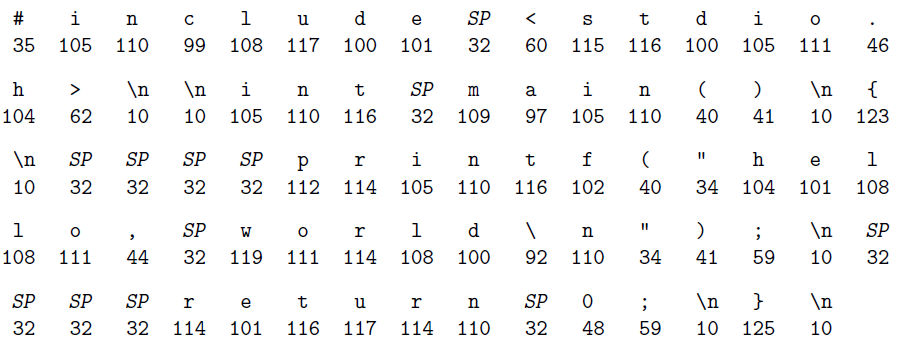 # i n c l u d e SP < s t d i o .
35 105 110 99 108 117 100 101 32 60 115 116 100 105 111 46
h > \n \n i n t SP m a i n ( ) \n {
104 62 10 10 105 110 116 32 109 97 105 110 40 41 10 123
\n SP SP SP SP p r i n t f ( " h e l
10 32 32 32 32 112 114 105 110 116 102 40 34 104 101 108
l o , SP w o r l d \ n " ) ; \n SP
108 111 44 32 119 111 114 108 100 92 110 34 41 59 10 32
SP SP SP r e t u r n SP 0 ; \n } \n
32 32 32 114 101 116 117 114 110 32 48 59 10 125 10